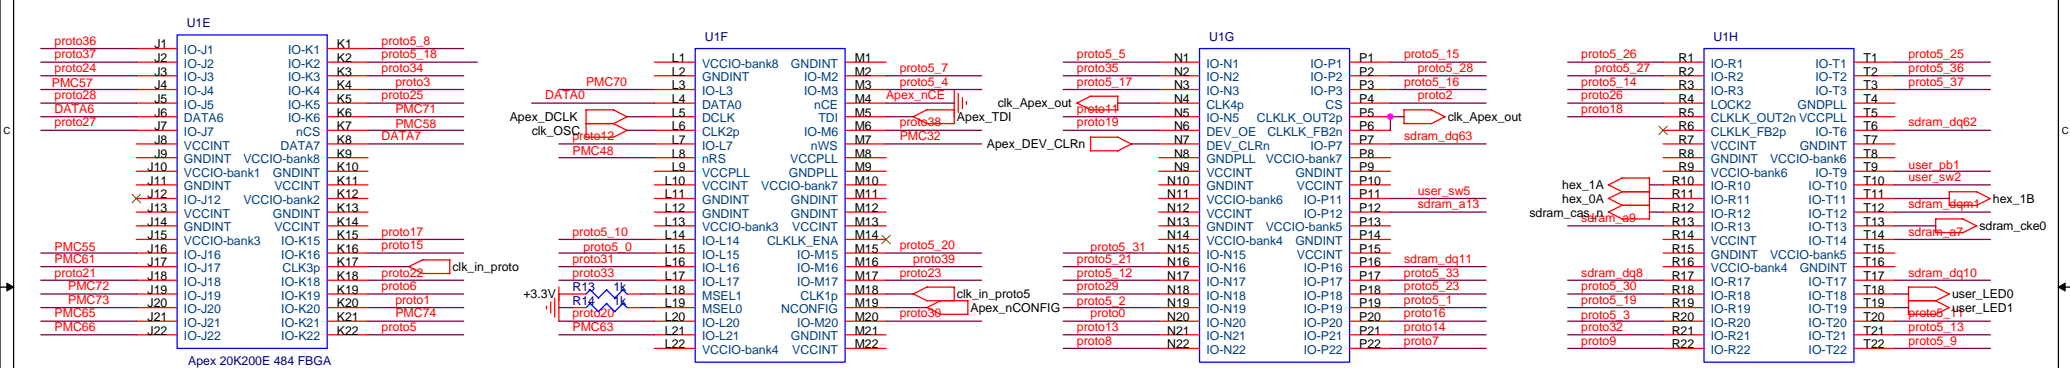 C
U1E
proto36 J1 IO-J1 IO-K1 K1 proto5_8
proto37 J2 IO-J2 IO-K2 K2 proto5_18
proto24 J3 IO-J3 IO-K3 K3 proto34
PMC57 J4 IO-J4 IO-K4 K4 proto3
proto28 J5 IO-J5 IO-K5 K5 proto25
DATA6 J6 DATA6 IO-K6 K6 PMC71
proto27 J7 IO-J7 nCS K7 PMC58
J8 VCCINT DATA7 K8 DATA7
J9 GNDINT VCCIO-bank8 K9
J10 VCCIO-bank1 GNDINT K10
J11 GNDINT VCCINT K11
J12 IO-J12 VCCIO-bank2 K12
J13 VCCINT GNDINT K13
J14 GNDINT VCCINT K14
J15 VCCIO-bank3 IO-K15 K15 proto17
PMC55 J16 IO-J16 IO-K16 K16 proto15
PMC61 J17 IO-J17 CLK3p K17 clk_in_proto
proto21 J18 IO-J18 IO-K18 K18 proto22
PMC72 J19 IO-J19 IO-K19 K19 proto6
PMC73 J20 IO-J20 IO-K20 K20 proto1
PMC65 J21 IO-J21 IO-K21 K21 PMC74
PMC66 J22 IO-J22 IO-K22 K22 proto5
Apex 20K200E 484 FBGA
U1F
L1 VCCIO-bank8 GNDINT M1
L2 GNDINT IO-M2 M2 proto5_7
PMC70 L3 IO-L3 IO-M3 M3 proto5_4
DATA0 L4 DATA0 nCE M4 Apex_nCE
Apex_DCLK L5 DCLK TDI M5 Apex_TDI
clk_OSC L6 CLK2p IO-M6 M6 proto38
proto12 L7 IO-L7 nWS M7 PMC32
PMC48 L8 nRS VCCPLL M8
L9 VCCPLL GNDPLL M9
L10 VCCINT VCCIO-bank7 M10
L11 GNDINT GNDINT M11
L12 GNDINT GNDINT M12
L13 VCCIO-bank3 VCCINT M13
proto5_10 L14 IO-L14 CLKLK_ENA M14
proto5_0 L15 IO-L15 IO-M15 M15 proto5_20
proto31 L16 IO-L16 IO-M16 M16 proto39
proto33 L17 IO-L17 IO-M17 M17 proto23
+3.3V R13 1k L18 MSEL1 CLK1p M18 clk_in_proto5
R14 1k L19 MSEL0 NCONFIG M19 Apex_nCONFIG
proto20 L20 IO-L20 IO-M20 M20 proto30
PMC63 L21 IO-L21 GNDINT M21
L22 VCCIO-bank4 VCCINT M22
U1G
proto5_5 N1 IO-N1 IO-P1 P1 proto5_15
proto35 N2 IO-N2 IO-P2 P2 proto5_28
proto5_17 N3 IO-N3 IO-P3 P3 proto5_16
clk_Apex_out N4 CLK4p CS P4 proto2
proto11 N5 IO-N5 CLKLK_OUT2p P5 clk_Apex_out
proto19 N6 DEV_OE CLKLK_FB2n P6
Apex_DEV_CLRn N7 DEV_CLRn IO-P7 P7 sdram_dq63
N8 GNDPLL VCCIO-bank7 P8
N9 VCCINT GNDINT P9
N10 GNDINT VCCINT P10
N11 VCCIO-bank6 IO-P11 P11 user_sw5
N12 VCCINT IO-P12 P12 sdram_a13
N13 GNDINT VCCIO-bank5 P13
N14 VCCIO-bank4 GNDINT P14
proto5_31 N15 IO-N15 VCCINT P15
proto5_21 N16 IO-N16 IO-P16 P16 sdram_dq11
proto5_12 N17 IO-N17 IO-P17 P17 proto5_33
proto29 N18 IO-N18 IO-P18 P18 proto5_23
proto5_2 N19 IO-N19 IO-P19 P19 proto5_1
proto0 N20 IO-N20 IO-P20 P20 proto16
proto13 N21 IO-N21 IO-P21 P21 proto14
proto8 N22 IO-N22 IO-P22 P22 proto7
U1H
proto5_26 R1 IO-R1 IO-T1 T1 proto5_25
proto5_27 R2 IO-R2 IO-T2 T2 proto5_36
proto5_14 R3 IO-R3 IO-T3 T3 proto5_37
proto26 R4 LOCK2 GNDPLL T4
proto18 R5 CLKLK_OUT2n VCCPLL T5
R6 CLKLK_FB2p IO-T6 T6 sdram_dq62
R7 VCCINT GNDINT T7
R8 GNDINT VCCIO-bank6 T8
R9 VCCIO-bank6 IO-T9 T9 user_pb1
hex_1A R10 IO-R10 IO-T10 T10 user_sw2
hex_0A R11 IO-R11 IO-T11 T11 hex_1B
sdram_cas_n R12 IO-R12 IO-T12 T12 sdram_dqm1
sdram_a9 R13 IO-R13 IO-T13 T13 sdram_cke0
R14 VCCINT IO-T14 T14 sdram_a7
R15 GNDINT VCCIO-bank5 T15
R16 VCCIO-bank4 GNDINT T16
sdram_dq8 R17 IO-R17 IO-T17 T17 sdram_dq10
proto5_30 R18 IO-R18 IO-T18 T18 user_LED0
proto5_19 R19 IO-R19 IO-T19 T19 user_LED1
proto5_3 R20 IO-R20 IO-T20 T20 proto5_11
proto32 R21 IO-R21 IO-T21 T21 proto5_13
proto9 R22 IO-R22 IO-T22 T22 proto5_9
C